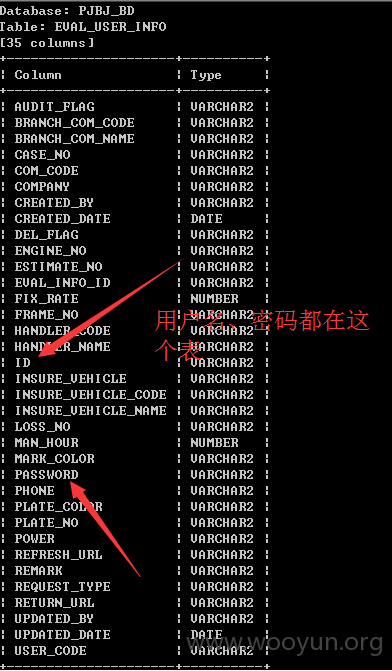 Database: PJBJ_BD
Table: EVAL_USER_INFO
[35 columns]
Column Type
AUDIT_FLAG VARCHAR2
BRANCH_COM_CODE VARCHAR2
BRANCH_COM_NAME VARCHAR2
CASE_NO VARCHAR2
COM_CODE VARCHAR2
COMPANY VARCHAR2
CREATED_BY VARCHAR2
CREATED_DATE DATE
DEL_FLAG VARCHAR2
ENGINE_NO VARCHAR2
ESTIMATE_NO VARCHAR2
EVAL_INFO_ID VARCHAR2
FIX_RATE NUMBER
FRAME_NO VARCHAR2
HANDLER_CODE VARCHAR2
HANDLER_NAME VARCHAR2
用户名、密码都在这
个表
ID VARCHAR2
INSURE_VEHICLE VARCHAR2
INSURE_VEHICLE_CODE VARCHAR2
INSURE_VEHICLE_NAME VARCHAR2
LOSS_NO VARCHAR2
MAN_HOUR NUMBER
MARK_COLOR VARCHAR2
PASSWORD VARCHAR2
PHONE VARCHAR2
PLATE_COLOR VARCHAR2
PLATE_NO VARCHAR2
POWER VARCHAR2
REFRESH_URL VARCHAR2
REMARK VARCHAR2
REQUEST_TYPE VARCHAR2
RETURN_URL VARCHAR2
UPDATED_BY VARCHAR2
UPDATED_DATE DATE
USER_CODE VARCHAR2
www.wooyun.org